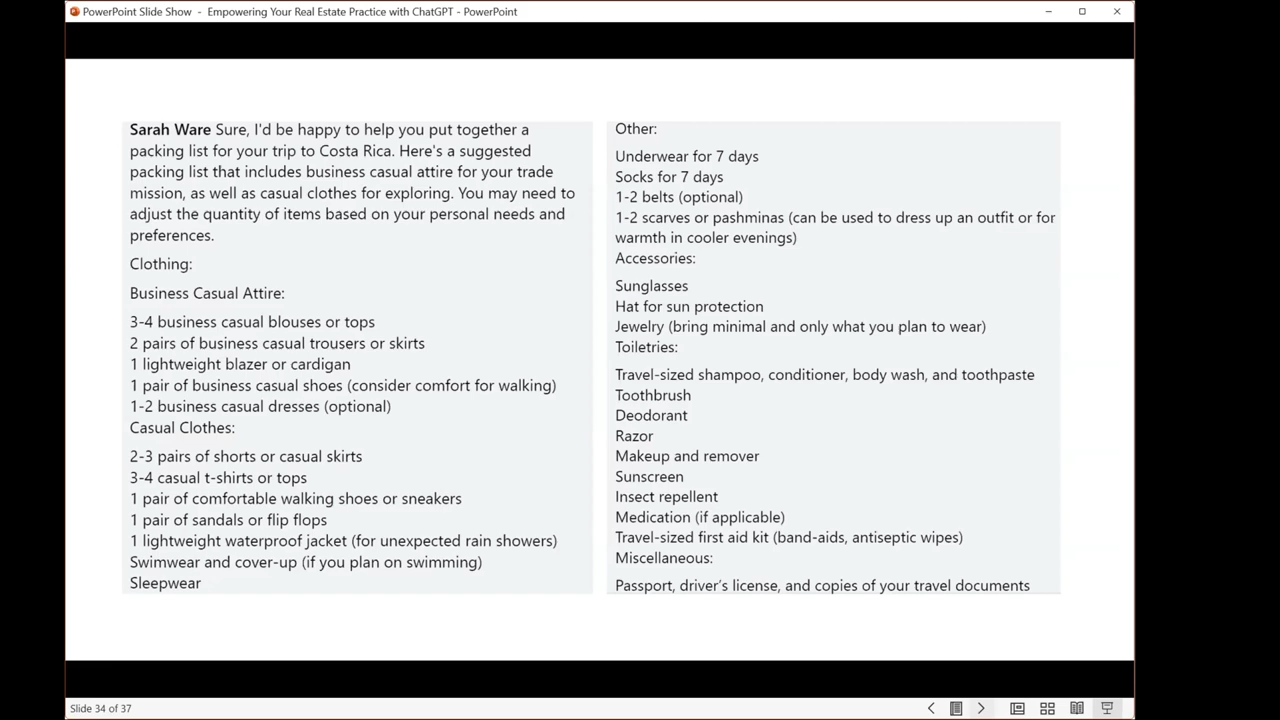 PowerPoint Slide Show - Empowering Your Real Estate Practice with ChatGPT - PowerPoint
Sarah Ware Sure, I'd be happy to help you put together a
packing list for your trip to Costa Rica. Here's a suggested
packing list that includes business casual attire for your trade
mission, as well as casual clothes for exploring. You may need to
adjust the quantity of items based on your personal needs and
preferences.
Clothing:
Business Casual Attire:
3-4 business casual blouses or tops
2 pairs of business casual trousers or skirts
1 lightweight blazer or cardigan
1 pair of business casual shoes (consider comfort for walking)
1-2 business casual dresses (optional)
Casual Clothes:
2-3 pairs of shorts or casual skirts
3-4 casual t-shirts or tops
1 pair of comfortable walking shoes or sneakers
1 pair of sandals or flip flops
1 lightweight waterproof jacket (for unexpected rain showers)
Swimwear and cover-up (if you plan on swimming)
Sleepwear
Other:
Underwear for 7 days
Socks for 7 days
1-2 belts (optional)
1-2 scarves or pashminas (can be used to dress up an outfit or for
warmth in cooler evenings)
Accessories:
Sunglasses
Hat for sun protection
Jewelry (bring minimal and only what you plan to wear)
Toiletries:
Travel-sized shampoo, conditioner, body wash, and toothpaste
Toothbrush
Deodorant
Razor
Makeup and remover
Sunscreen
Insect repellent
Medication (if applicable)
Travel-sized first aid kit (band-aids, antiseptic wipes)
Miscellaneous:
Passport, driver's license, and copies of your travel documents
Slide 34 of 37